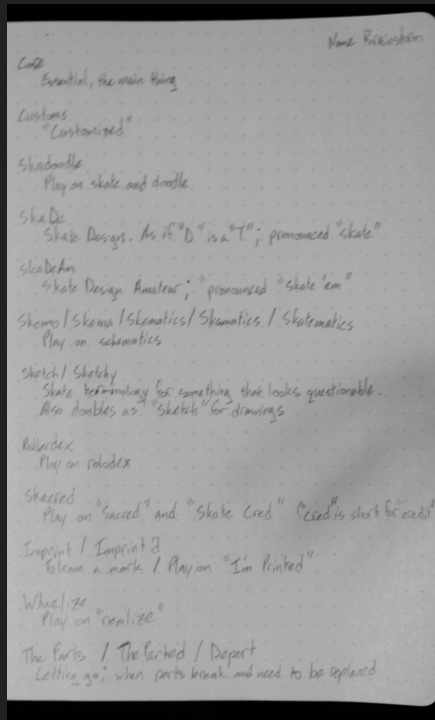 Name Brainstorm
Core
Essential, the main thing
Customs
"Customized"
Skadoodle
Play on skate and doodle
SkaDe
Skate Design. As if "D" is a "T"; pronounced "skate"
SkaDeAm
Skate Design Amateur; "pronounced "skate 'em"
Skemo / Skema / Skematics / Skamatics / Skatematics
Play on schematics
Sketch / Sketchy
Skate terminology for something that looks questionable.
Also doubles as "sketch" for drawings
Rollerdex
Play on rolodex
Skacred
Play on "Sacred" and "Skate Cred" "cred" is short for "credit"
Imprint / Imprint'd
To leave a mark / Play on "I'm Printed"
Wheelize
Play on "realize"
The Parts / The Parted / Depart
Letting go; when parts break and need to be replaced